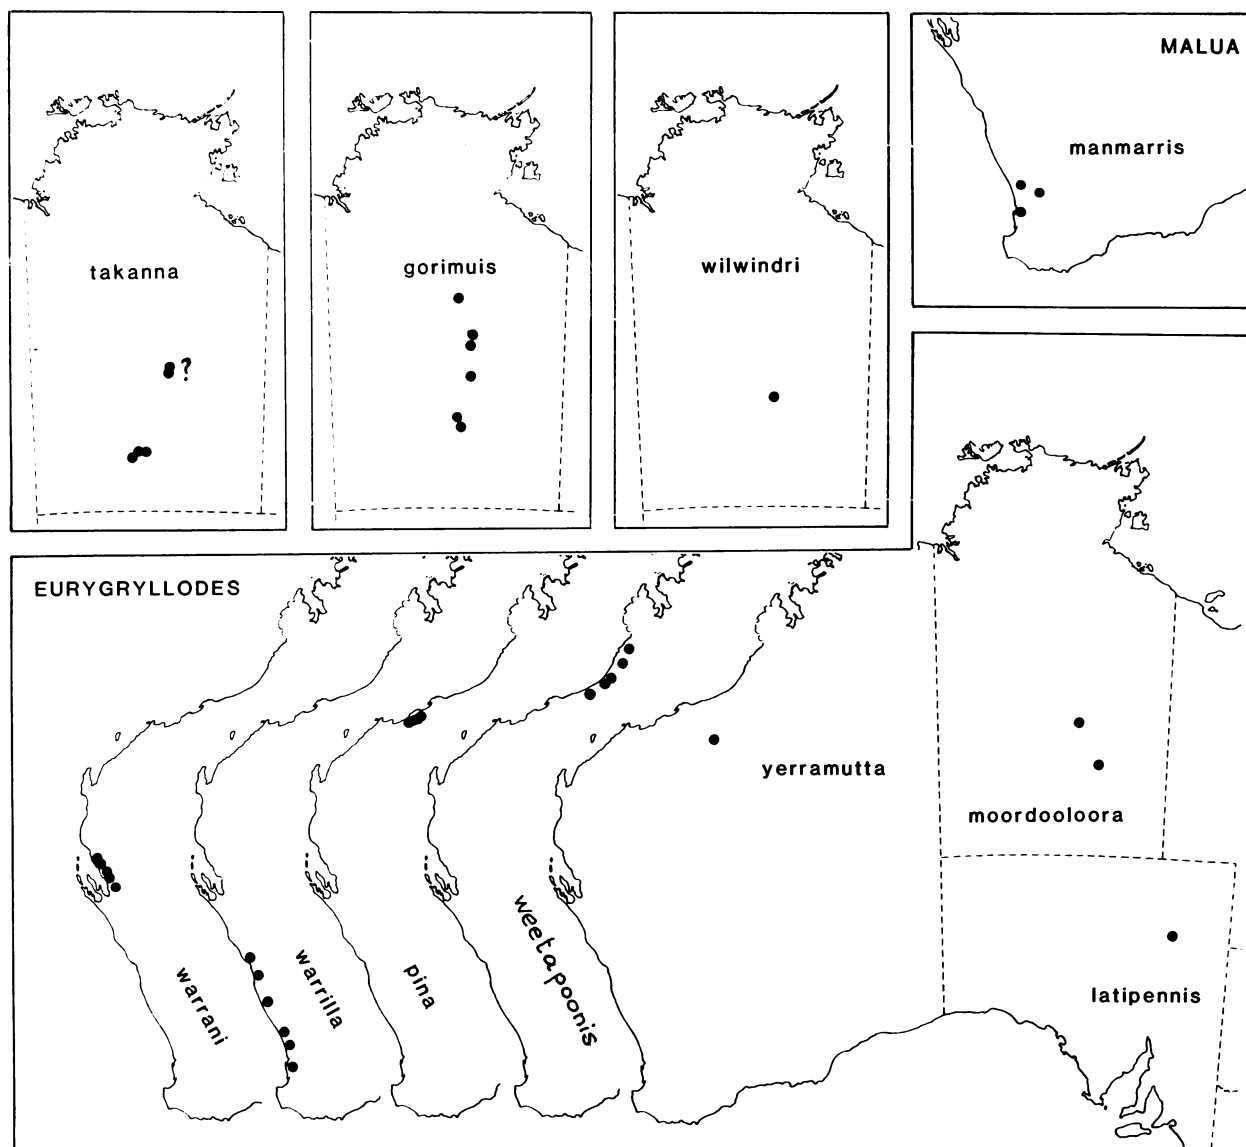 MALUA
manmarris
takanna
?
gorimuis
wilwindri
EURYGRYLLODES
yerramutta
moordooloora
warrani
warrilla
pina
weetapoonis
latipennis